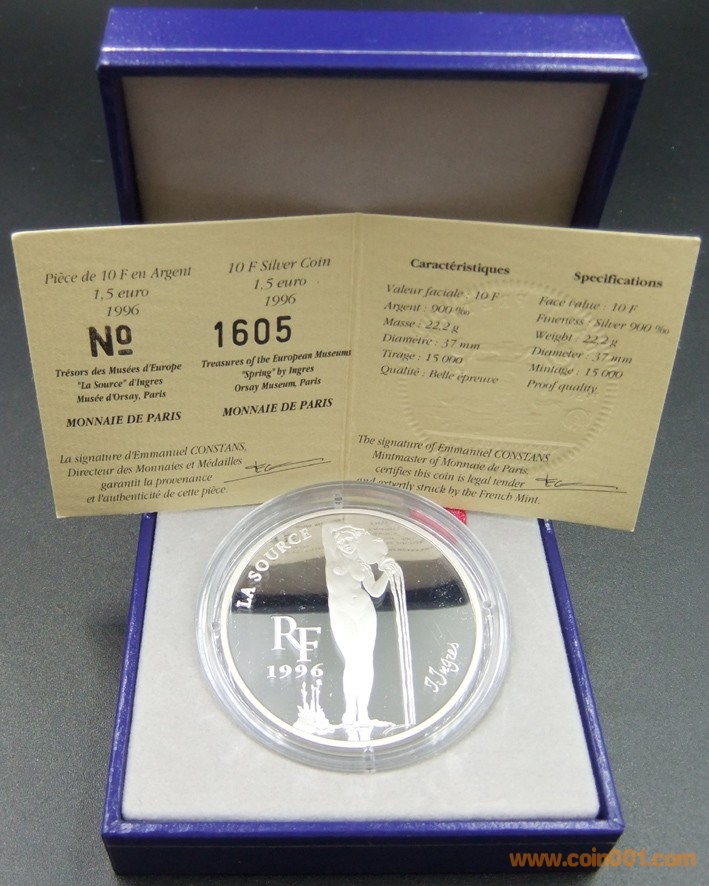 Pièce de 10 F en Argent
1,5 euro
1996
Nº
Trésors des Musées d'Europe
"La Source" d'Ingres
Musée d'Orsay, Paris
MONNAIE DE PARIS
10 F Silver Coin
1,5 euro
1996
1605
Treasures of the European Museums
"Spring" by Ingres
Orsay Museum, Paris
MONNAIE DE PARIS
La signature d'Emmanuel CONSTANS,
Directeur des Monnaies et Médailles
garantit la provenance
et l'authenticité de cette pièce.
Caractéristiques
Valeur faciale : 10 F
Argent : 900 ‰
Masse : 22,2 g
Diamètre : 37 mm
Tirage : 15 000
Qualité : Belle épreuve
Specifications
Face value : 10 F
Fineness : Silver 900 ‰
Weight : 22,2 g
Diameter : 37 mm
Mintage : 15 000
Proof quality
The signature of Emmanuel CONSTANS,
Mintmaster of Monnaie de Paris,
certifies this coin is legal tender
and expertly struck by the French Mint.
LA SOURCE
RF
1996
J. Ingres
www.coin001.com